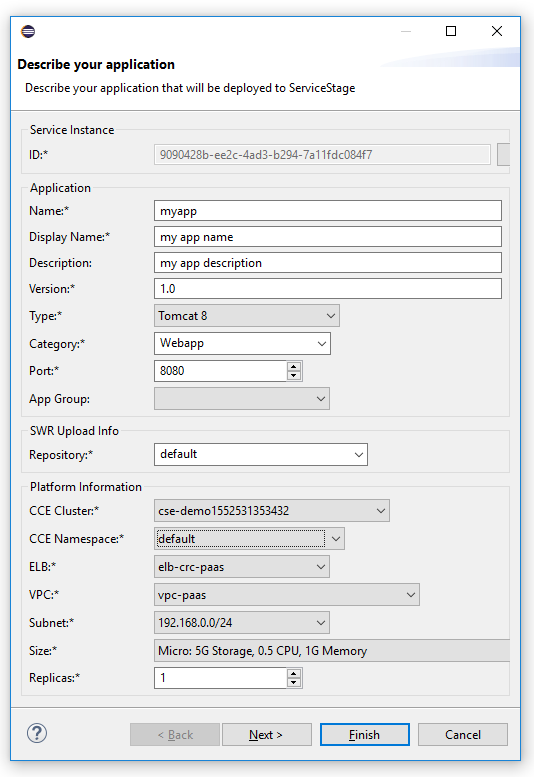 Describe your application
Describe your application that will be deployed to ServiceStage
Service Instance
ID:* 9090428b-ee2c-4ad3-b294-7a11fdc084f7
Application
Name:* myapp
Display Name:* my app name
Description: my app description
Version:* 1.0
Type:* Tomcat 8
Category:* Webapp
Port:* 8080
App Group:
SWR Upload Info
Repository:* default
Platform Information
CCE Cluster:* cse-demo1552531353432
CCE Namespace:* default
ELB:* elb-crc-paas
VPC:* vpc-paas
Subnet:* 192.168.0.0/24
Size:* Micro: 5G Storage, 0.5 CPU, 1G Memory
Replicas:* 1
? < Back Next > Finish Cancel